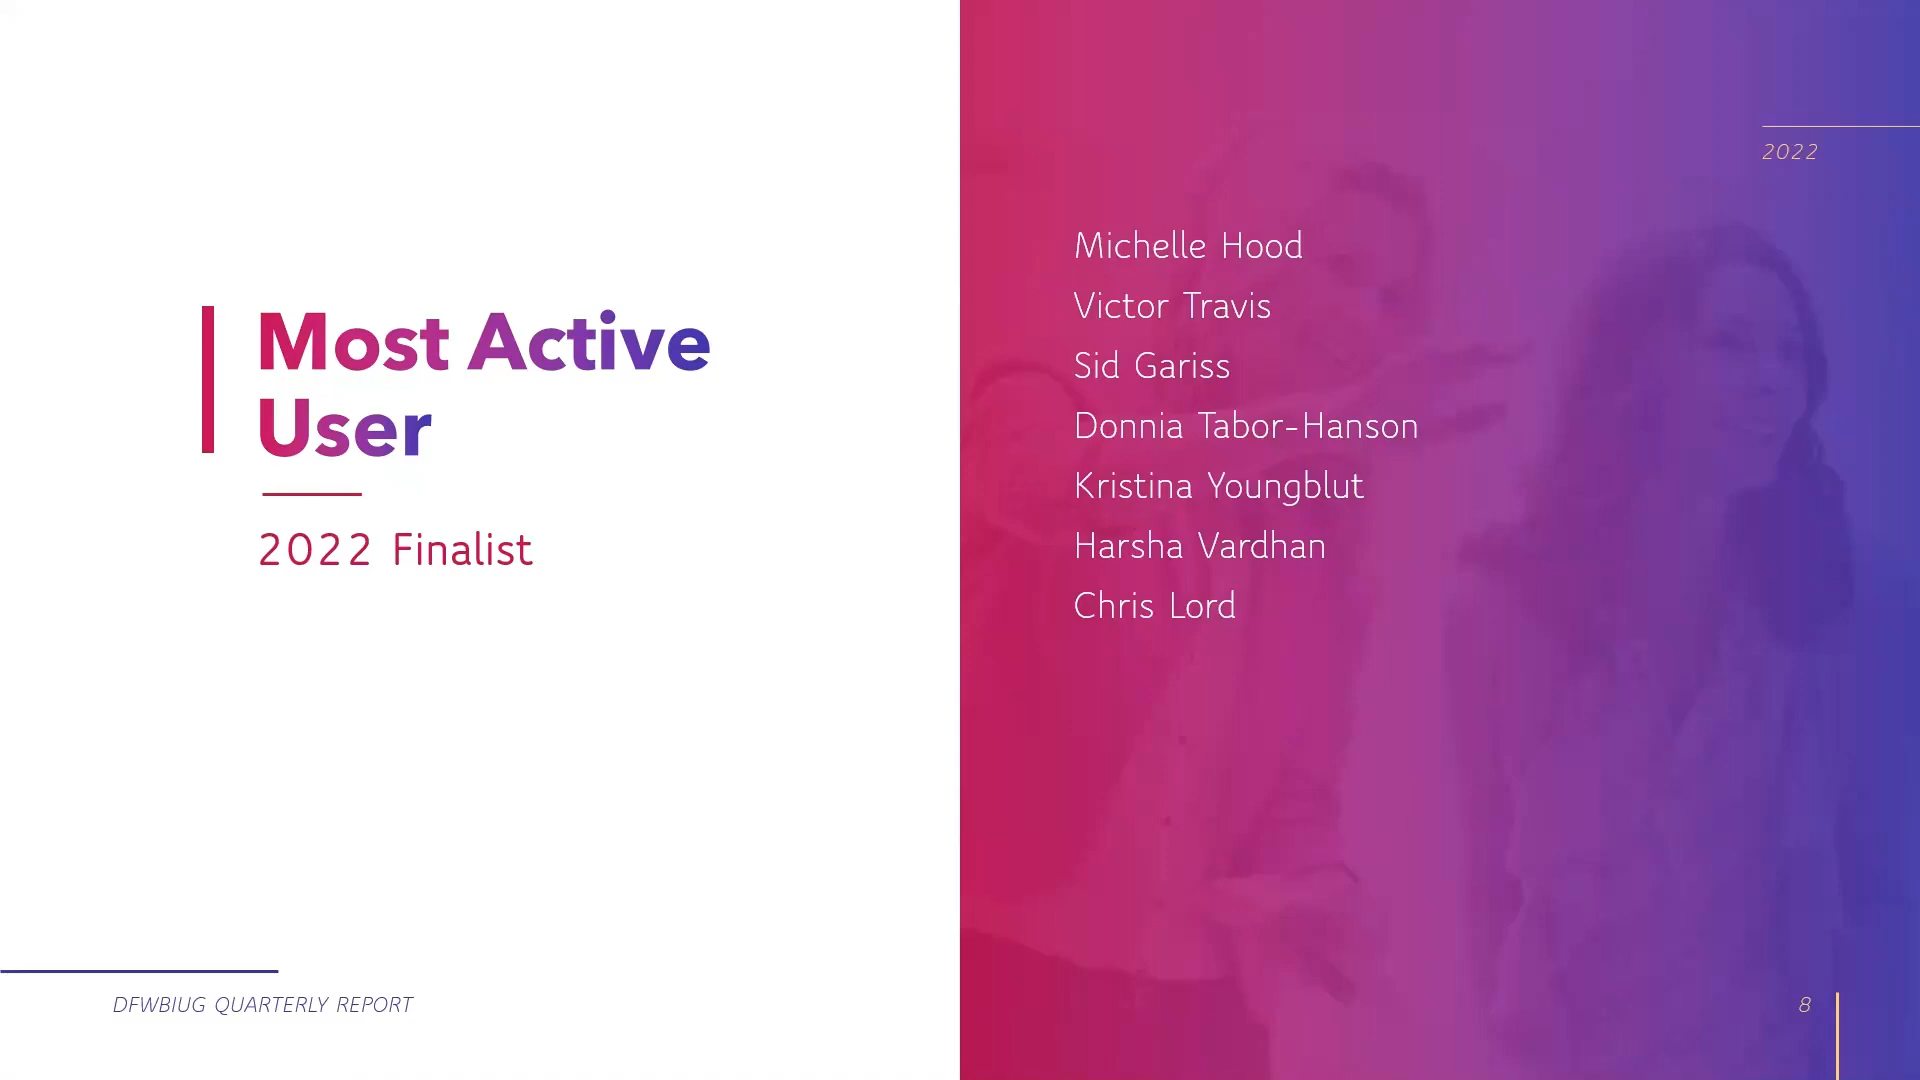 Most Active
User
2022 Finalist
DFWBIUG QUARTERLY REPORT
2022
Michelle Hood
Victor Travis
Sid Gariss
Donnia Tabor-Hanson
Kristina Youngblut
Harsha Vardhan
Chris Lord
8